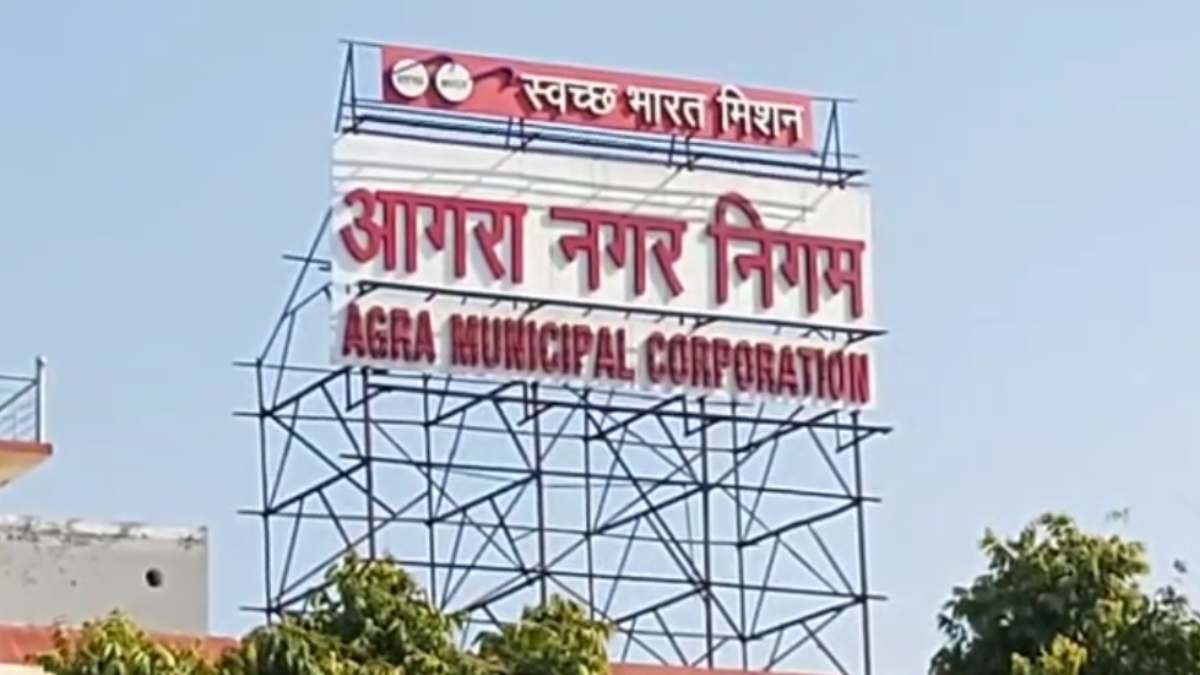 स्वच्छ भारत मिशन
आगरा नगर निगम
AGRA MUNICIPAL CORPORATION